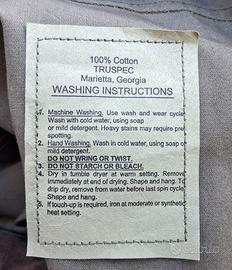 100% Cotton
TRUSPEC
Marietta, Georgia
WASHING INSTRUCTIONS
1. Machine Washing. Use wash and wear cycle
Wash with cold water, using soap
or mild detergent. Heavy stains may require pre
spotting.
2. Hand Washing. Wash in cold water, using soap
or mild detergent.
DO NOT WRING OR TWIST.
3. DO NOT STARCH OR BLEACH.
4. Dry in tumble dryer at warm setting. Remove
immediately at end of drying. Shape and hang. To
drip dry, remove from water before last spin cycle.
Shape and hang.
5. If touch-up is required, iron at moderate or synthetic
heat setting.
subito